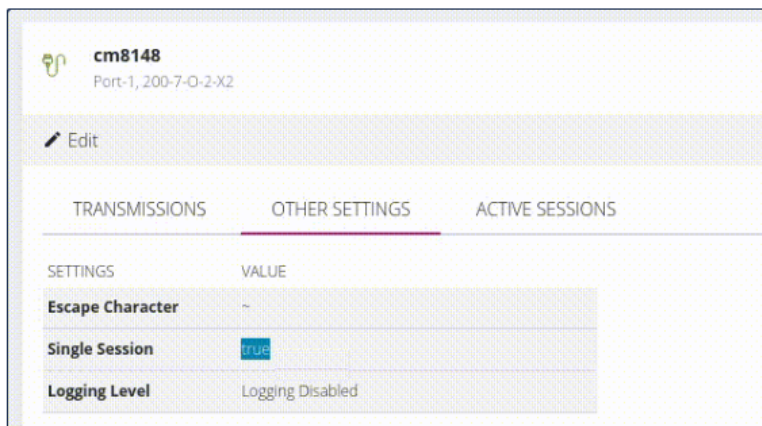 cm8148
Port-1, 200-7-O-2-X2
Edit
TRANSMISSIONS OTHER SETTINGS ACTIVE SESSIONS
SETTINGS VALUE
Escape Character ~
Single Session true
Logging Level Logging Disabled